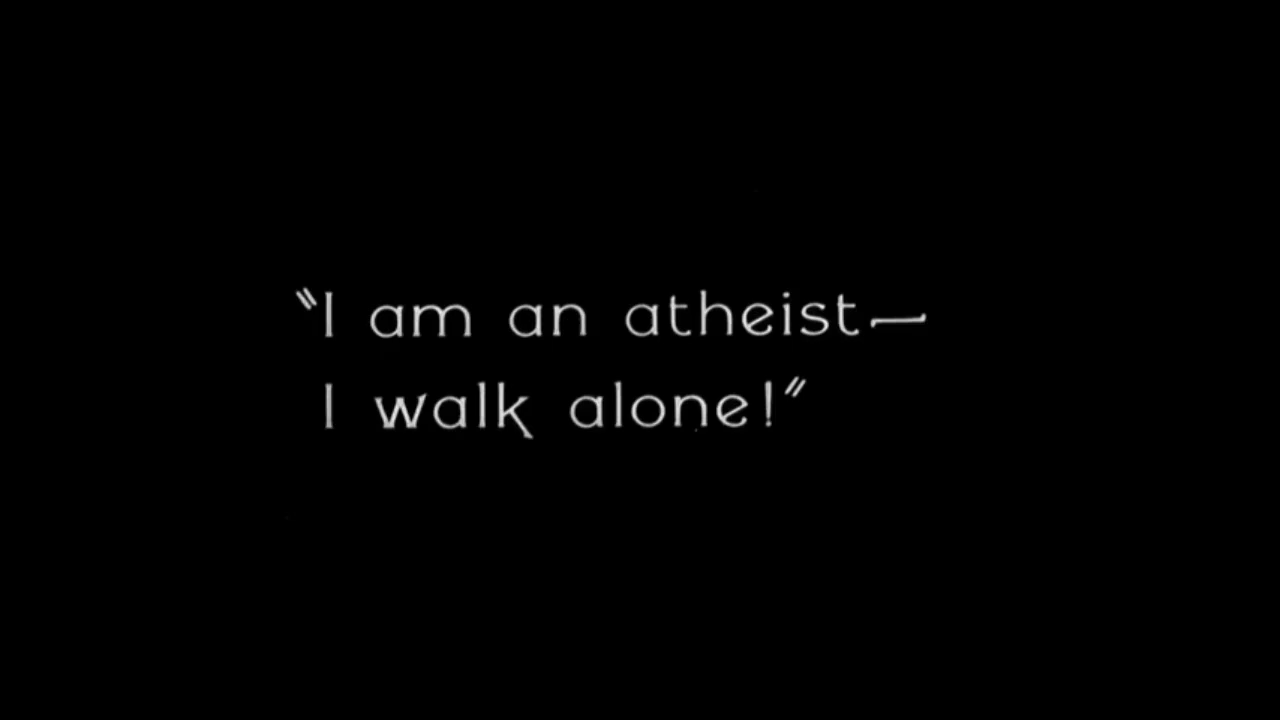 "I am an atheist—
I walk alone!"